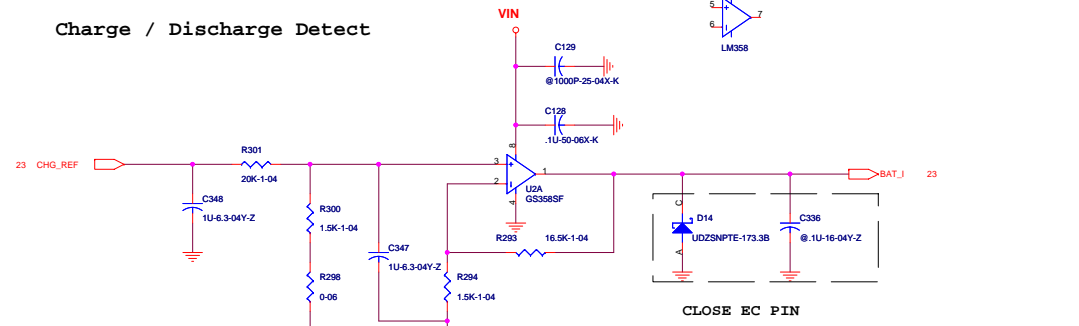 Charge / Discharge Detect
VIN
5
6
7
LM358
C129
@1000P-25-04X-K
C128
.1U-50-06X-K
8
23 CHG_REF
R301
20K-1-04
3
2
1
4
U2A
GS358SF
BAT_I 23
C348
1U-6.3-04Y-Z
R300
1.5K-1-04
C347
1U-6.3-04Y-Z
R298
0-06
R293 16.5K-1-04
R294
1.5K-1-04
C
D14
UDZSNPTE-173.3B
A
C336
@.1U-16-04Y-Z
CLOSE EC PIN